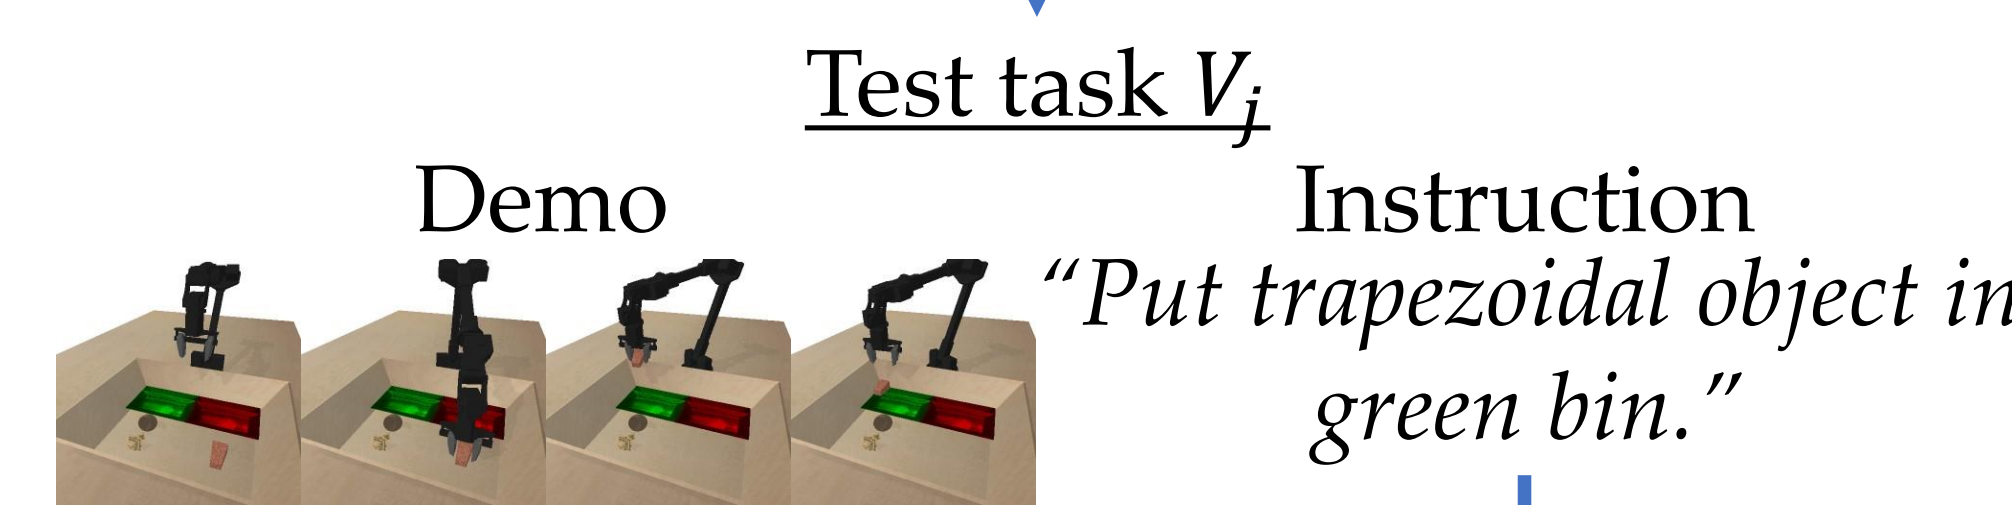 Test task Vj
Demo
Instruction
“Put trapezoidal object in
green bin.”